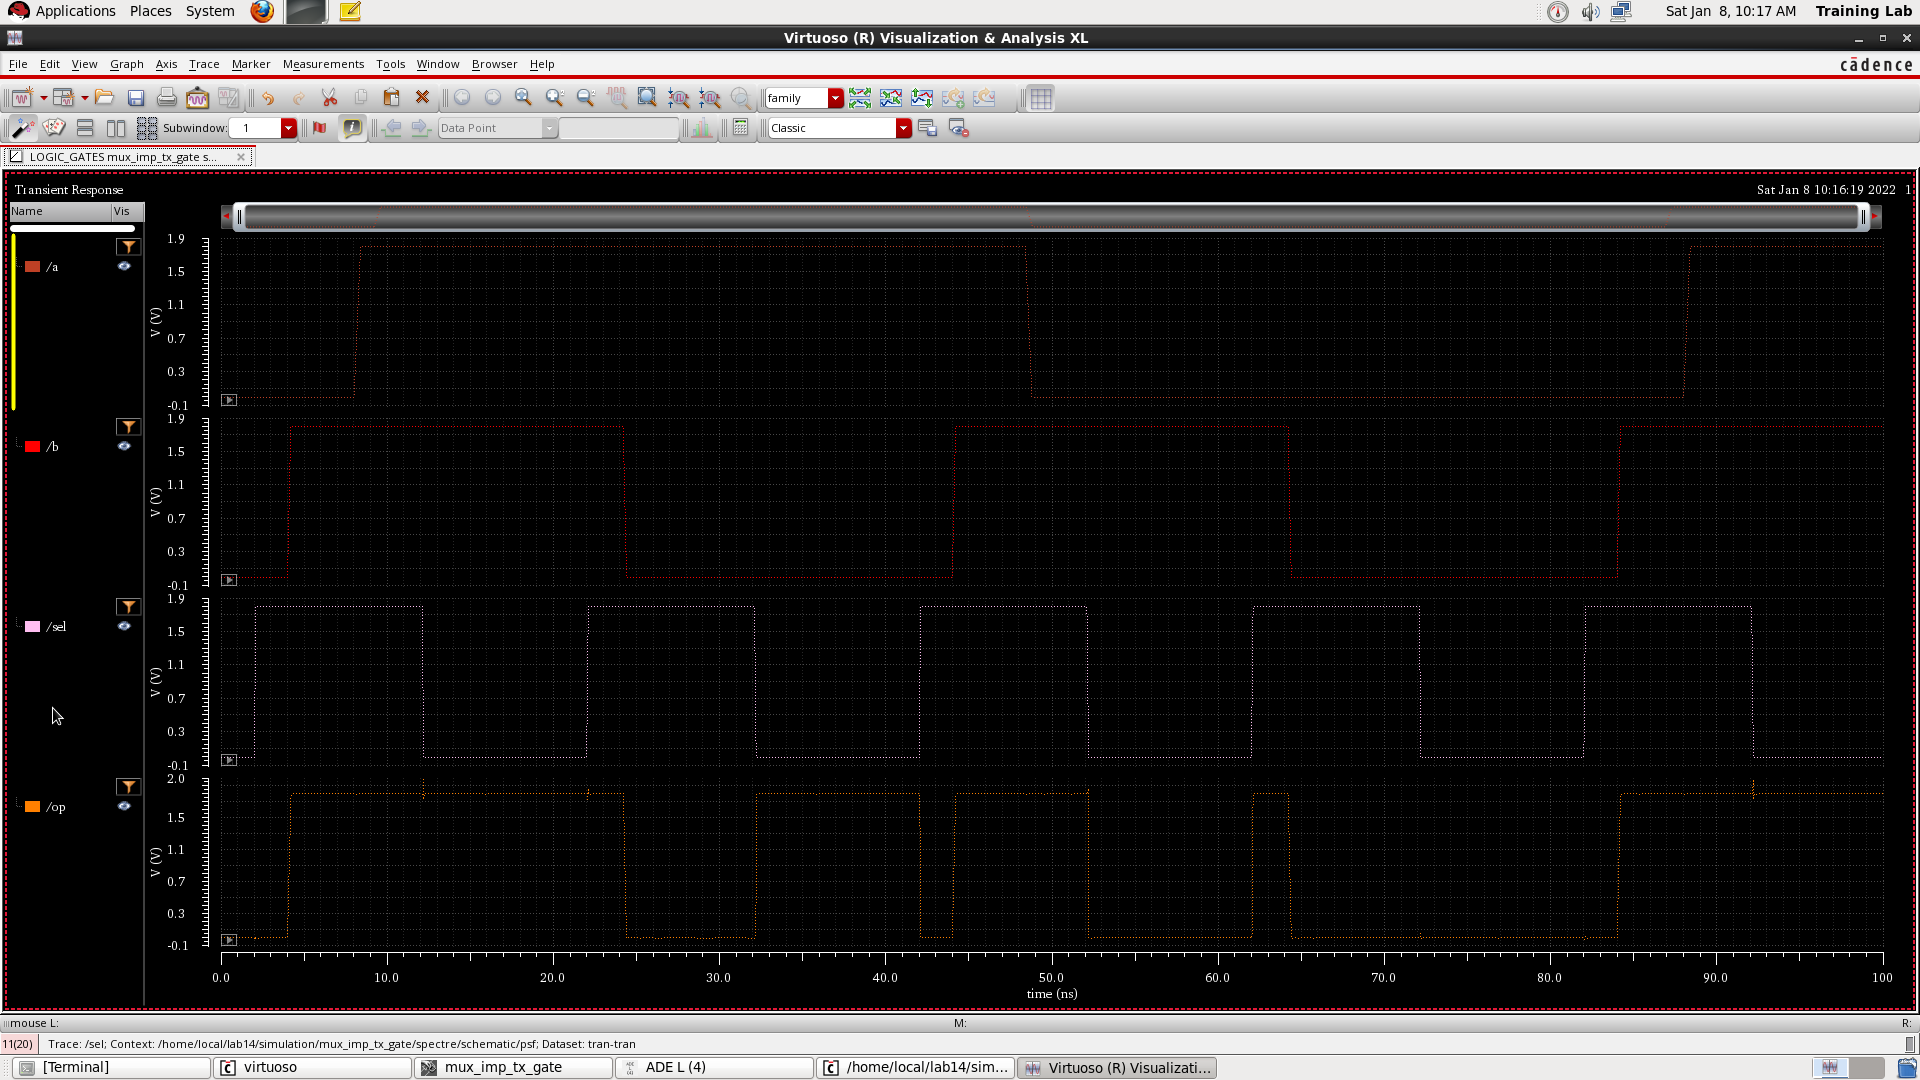 Applications Places System Sat Jan 8, 10:17 AM Training Lab
Virtuoso (R) Visualization & Analysis XL
File Edit View Graph Axis Trace Marker Measurements Tools Window Browser Help cādence
family
Subwindow: 1 Data Point Classic
LOGIC_GATES mux_imp_tx_gate s...
Transient Response Sat Jan 8 10:16:19 2022 1
Name Vis
/a
V (V)
1.9
1.5
1.1
0.7
0.3
-0.1
/b
V (V)
1.9
1.5
1.1
0.7
0.3
-0.1
/sel
V (V)
1.9
1.5
1.1
0.7
0.3
-0.1
/op
V (V)
2.0
1.5
1.1
0.7
0.3
-0.1
0.0 10.0 20.0 30.0 40.0 50.0 60.0 70.0 80.0 90.0 100
time (ns)
mouse L: M: R:
11(20) Trace: /sel; Context: /home/local/lab14/simulation/mux_imp_tx_gate/spectre/schematic/psf; Dataset: tran-tran
[Terminal] virtuoso mux_imp_tx_gate ADE L (4) /home/local/lab14/sim... Virtuoso (R) Visualizati...